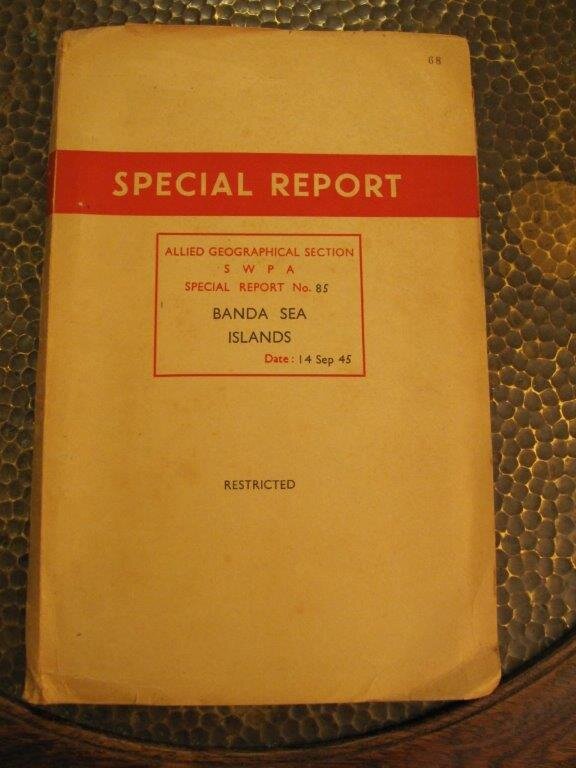 68
SPECIAL REPORT
ALLIED GEOGRAPHICAL SECTION
S W P A
SPECIAL REPORT No. 85
BANDA SEA
ISLANDS
Date: 14 Sep 45
RESTRICTED